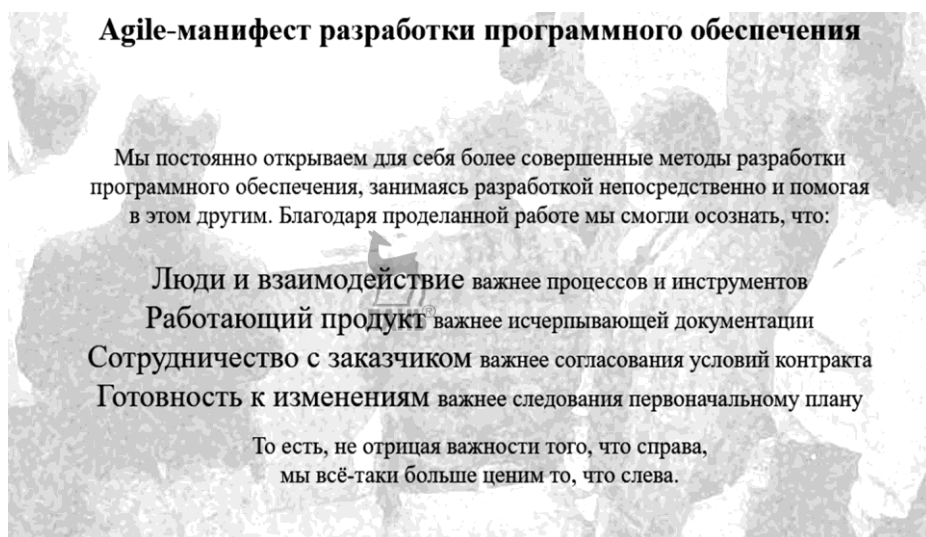 Agile-манифест разработки программного обеспечения
Мы постоянно открываем для себя более совершенные методы разработки
программного обеспечения, занимаясь разработкой непосредственно и помогая
в этом другим. Благодаря проделанной работе мы смогли осознать, что:
Люди и взаимодействие важнее процессов и инструментов
Работающий продукт важнее исчерпывающей документации
Сотрудничество с заказчиком важнее согласования условий контракта
Готовность к изменениям важнее следования первоначальному плану
То есть, не отрицая важности того, что справа,
мы всё-таки больше ценим то, что слева.